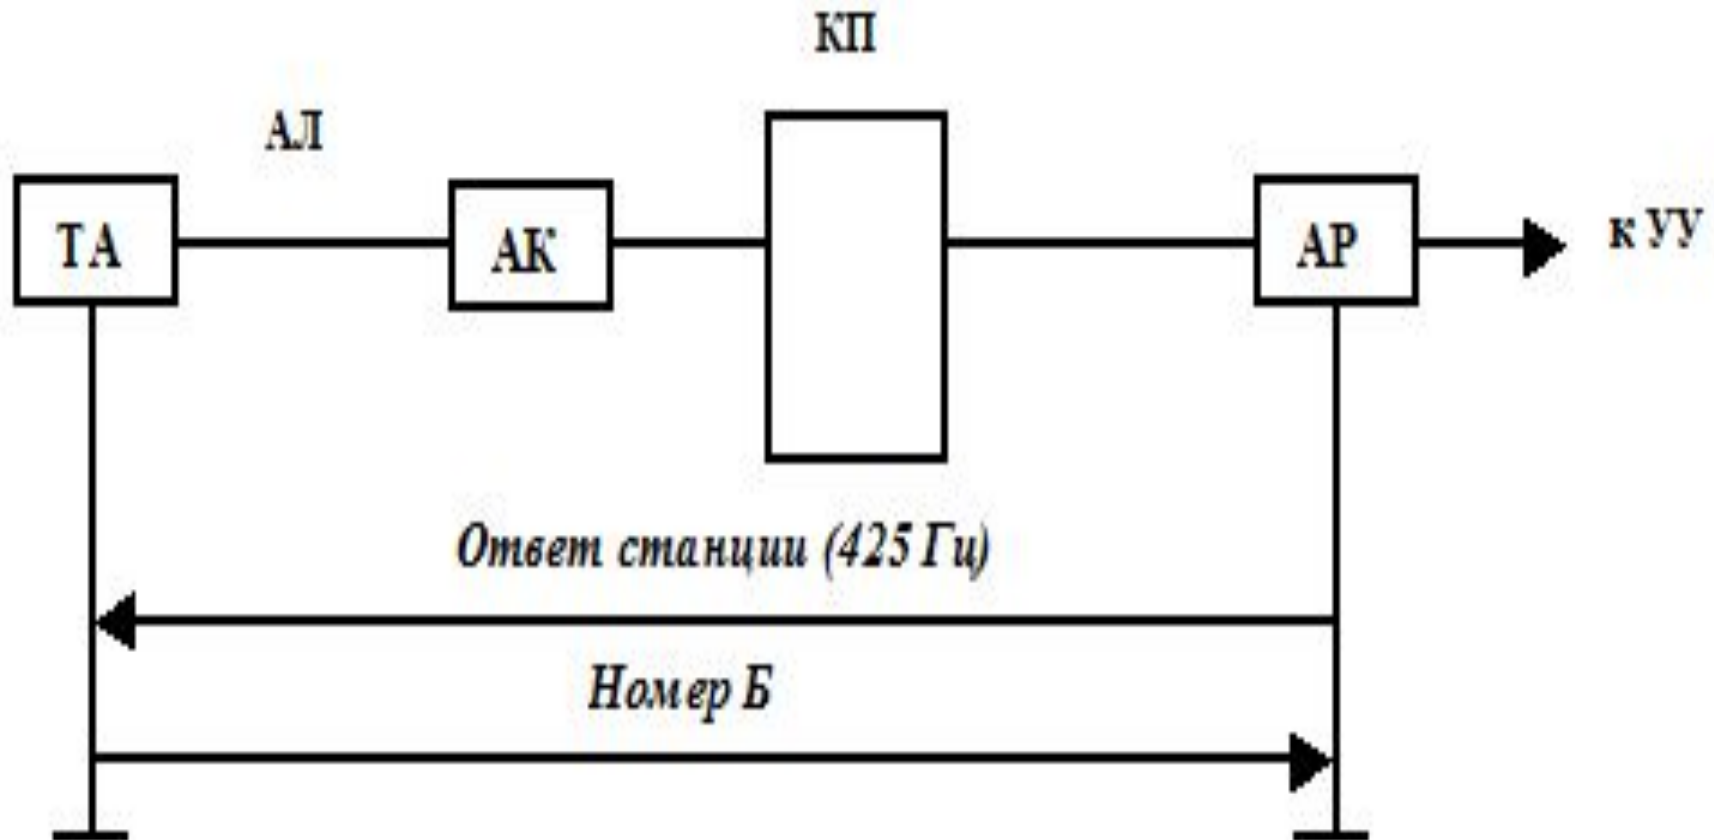 КП
АЛ
ТА
АК
АР
к УУ
Ответ станции (425 Гц)
Номер Б